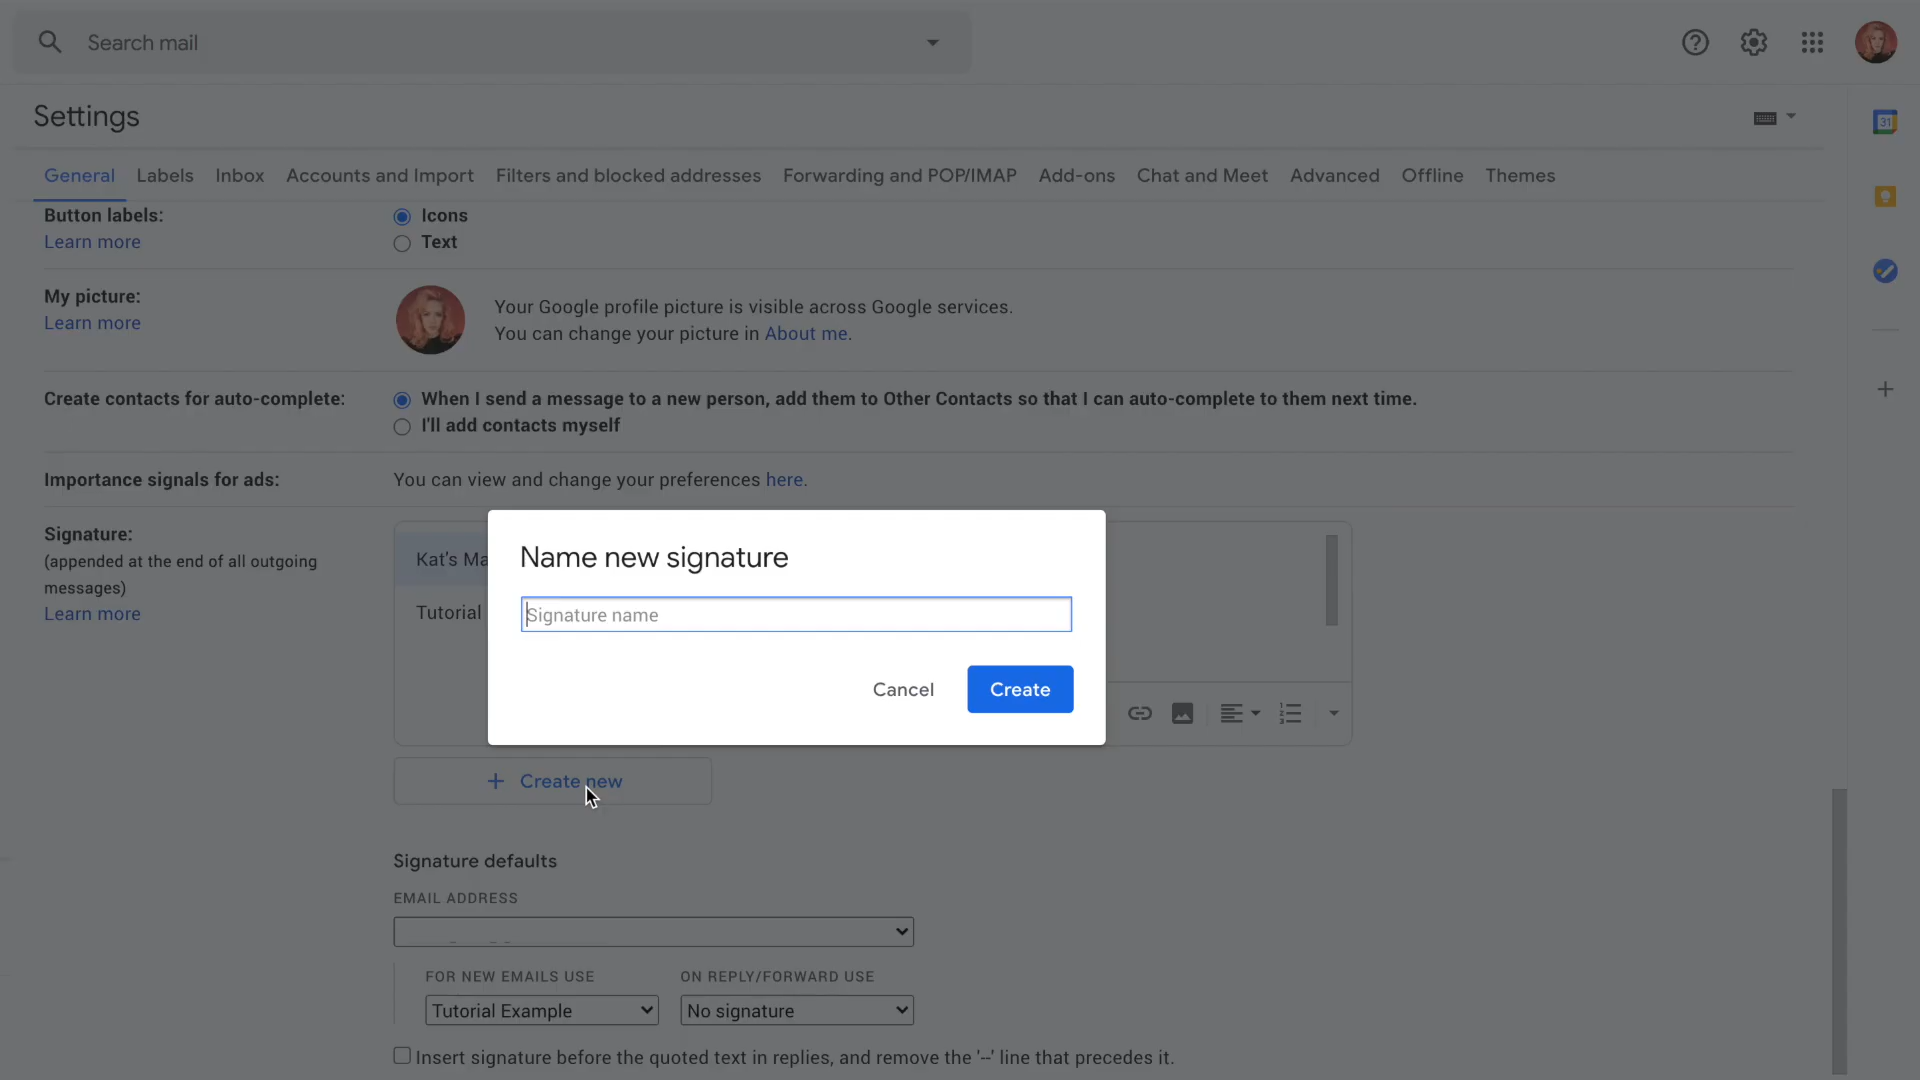 Search mail
Settings
31
General Labels Inbox Accounts and Import Filters and blocked addresses Forwarding and POP/IMAP Add-ons Chat and Meet Advanced Offline Themes
Button labels:
Learn more
Icons
Text
My picture:
Learn more
Your Google profile picture is visible across Google services.
You can change your picture in About me.
Create contacts for auto-complete:
When I send a message to a new person, add them to Other Contacts so that I can auto-complete to them next time.
I'll add contacts myself
Importance signals for ads:
You can view and change your preferences here.
Signature:
(appended at the end of all outgoing
messages)
Learn more
Kat's Ma
Tutorial
Name new signature
Signature name
Cancel Create
+ Create new
Signature defaults
EMAIL ADDRESS
FOR NEW EMAILS USE ON REPLY/FORWARD USE
Tutorial Example No signature
Insert signature before the quoted text in replies, and remove the '--' line that precedes it.